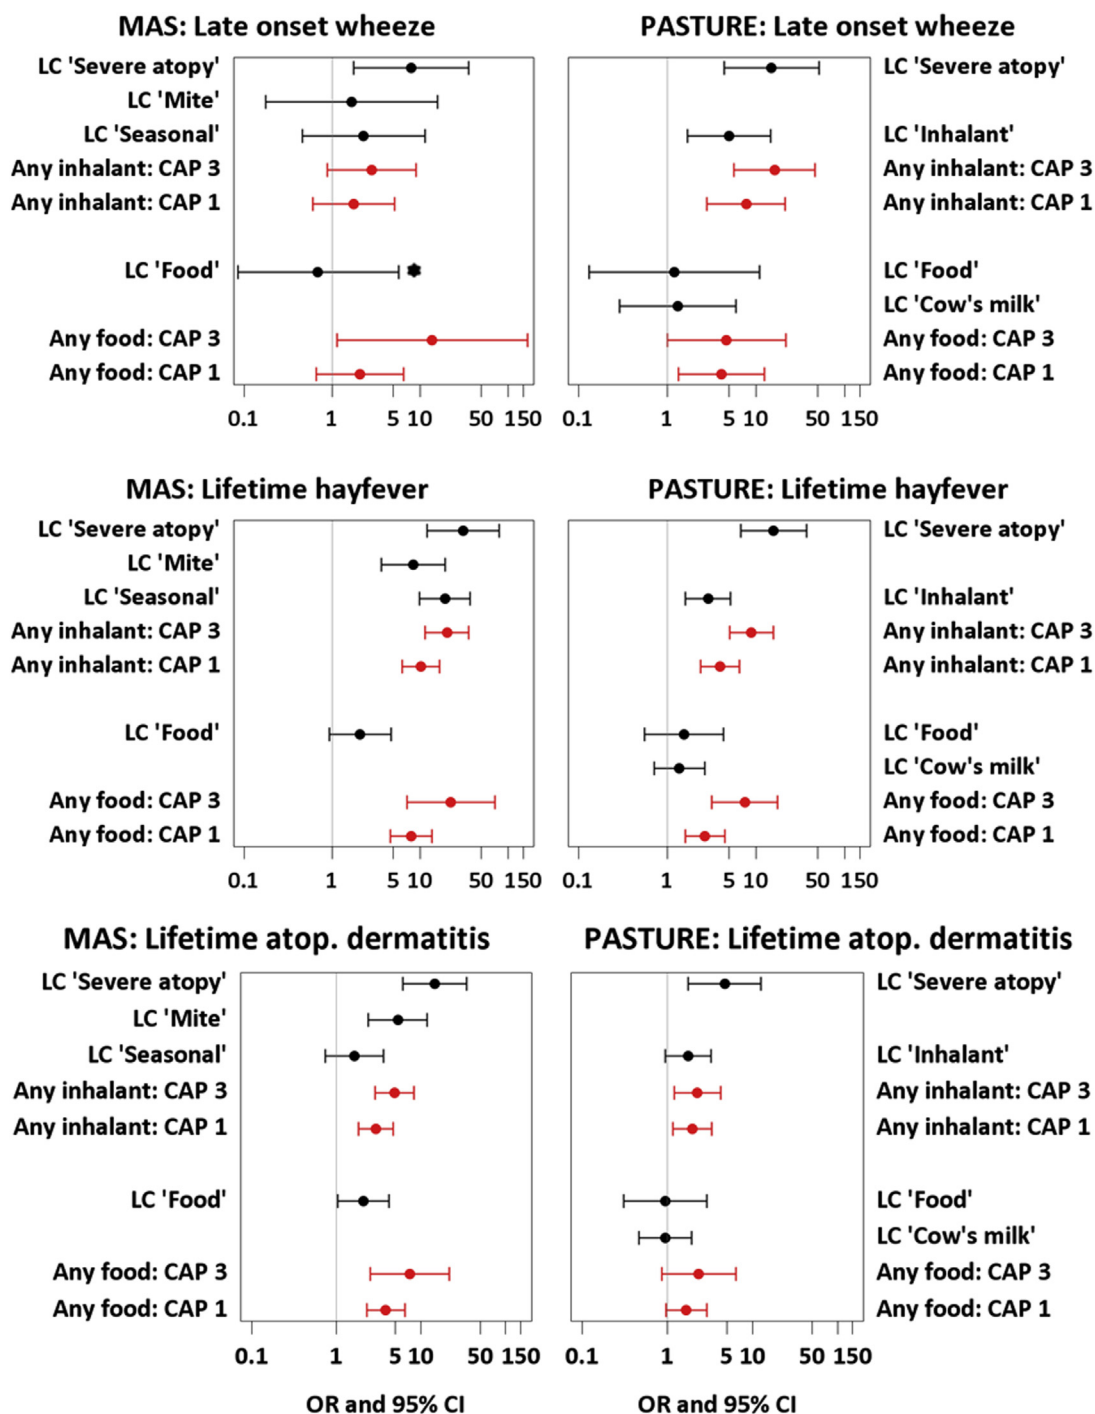 MAS: Late onset wheeze
LC 'Severe atopy'
LC 'Mite'
LC 'Seasonal'
Any inhalant: CAP 3
Any inhalant: CAP 1
LC 'Food'
Any food: CAP 3
Any food: CAP 1
0.1 1 5 10 50 150
PASTURE: Late onset wheeze
LC 'Severe atopy'
LC 'Inhalant'
Any inhalant: CAP 3
Any inhalant: CAP 1
LC 'Food'
LC 'Cow's milk'
Any food: CAP 3
Any food: CAP 1
0.1 1 5 10 50 150
MAS: Lifetime hayfever
LC 'Severe atopy'
LC 'Mite'
LC 'Seasonal'
Any inhalant: CAP 3
Any inhalant: CAP 1
LC 'Food'
Any food: CAP 3
Any food: CAP 1
0.1 1 5 10 50 150
PASTURE: Lifetime hayfever
LC 'Severe atopy'
LC 'Inhalant'
Any inhalant: CAP 3
Any inhalant: CAP 1
LC 'Food'
LC 'Cow's milk'
Any food: CAP 3
Any food: CAP 1
0.1 1 5 10 50 150
MAS: Lifetime atop. dermatitis
LC 'Severe atopy'
LC 'Mite'
LC 'Seasonal'
Any inhalant: CAP 3
Any inhalant: CAP 1
LC 'Food'
Any food: CAP 3
Any food: CAP 1
0.1 1 5 10 50 150
OR and 95% CI
PASTURE: Lifetime atop. dermatitis
LC 'Severe atopy'
LC 'Inhalant'
Any inhalant: CAP 3
Any inhalant: CAP 1
LC 'Food'
LC 'Cow's milk'
Any food: CAP 3
Any food: CAP 1
0.1 1 5 10 50 150
OR and 95% CI